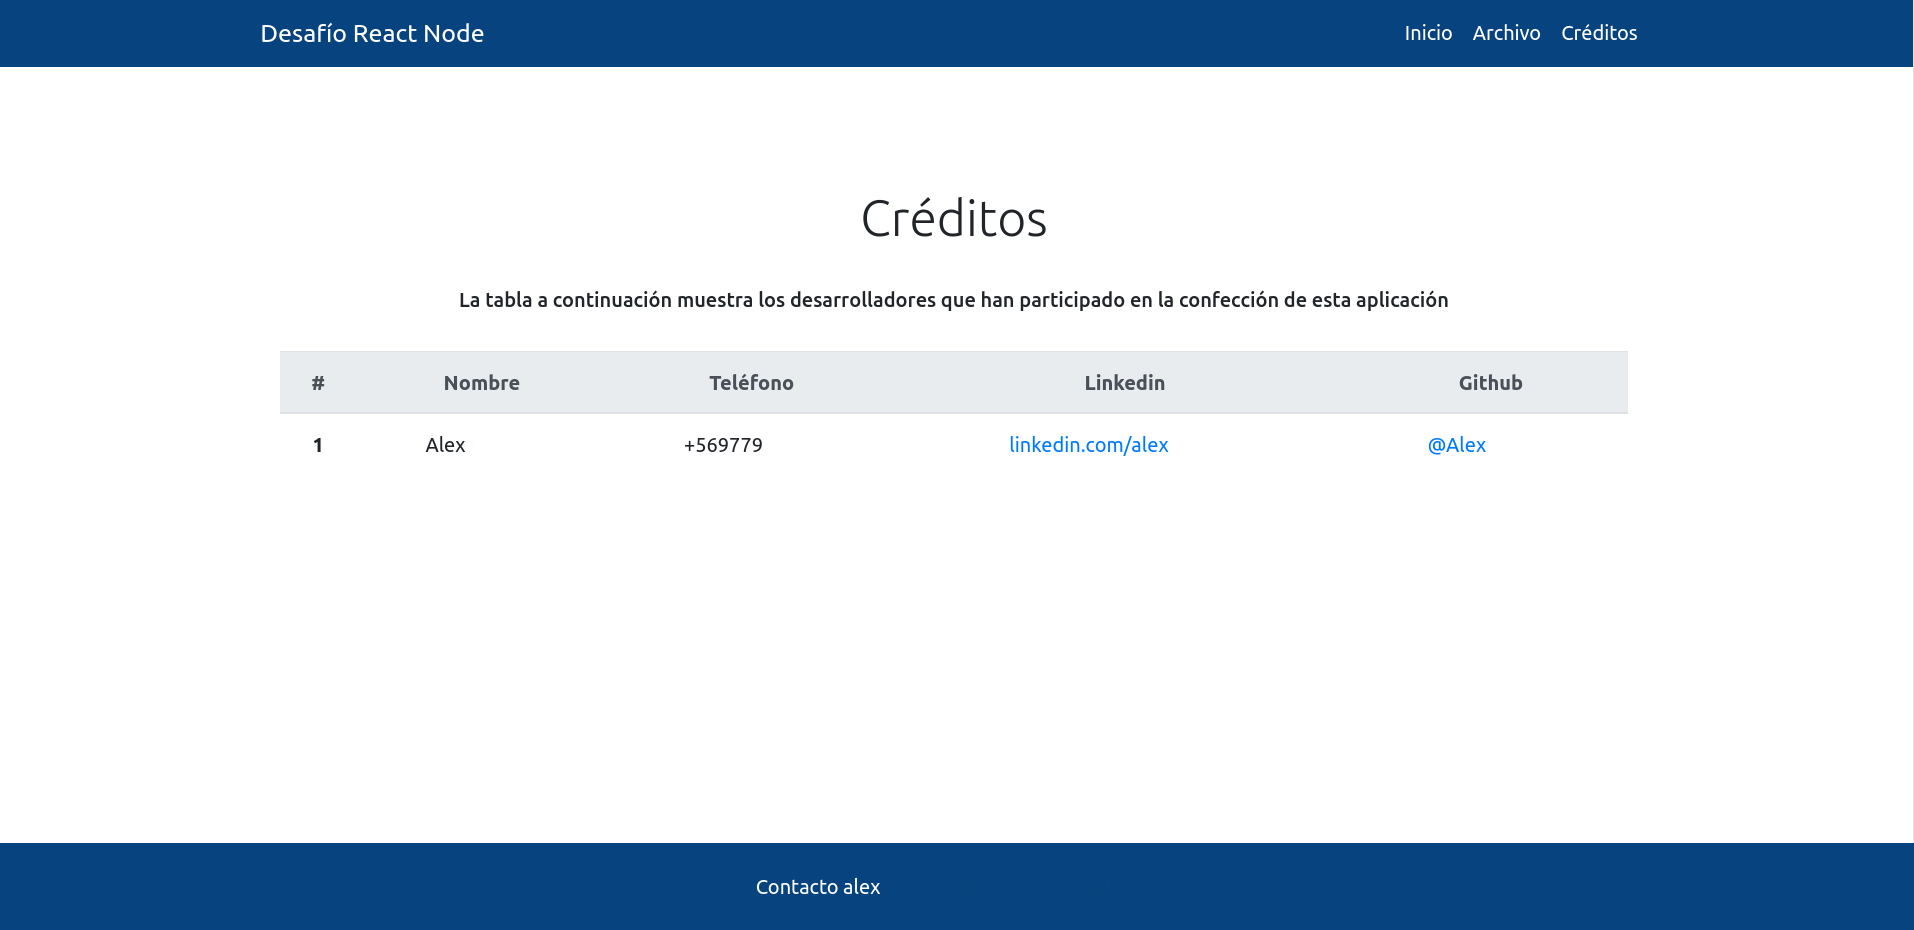 Desafío React Node Inicio Archivo Créditos
Créditos
La tabla a continuación muestra los desarrolladores que han participado en la confección de esta aplicación
# Nombre Teléfono Linkedin Github
1 Alex +569779 linkedin.com/alex @Alex
Contacto alex